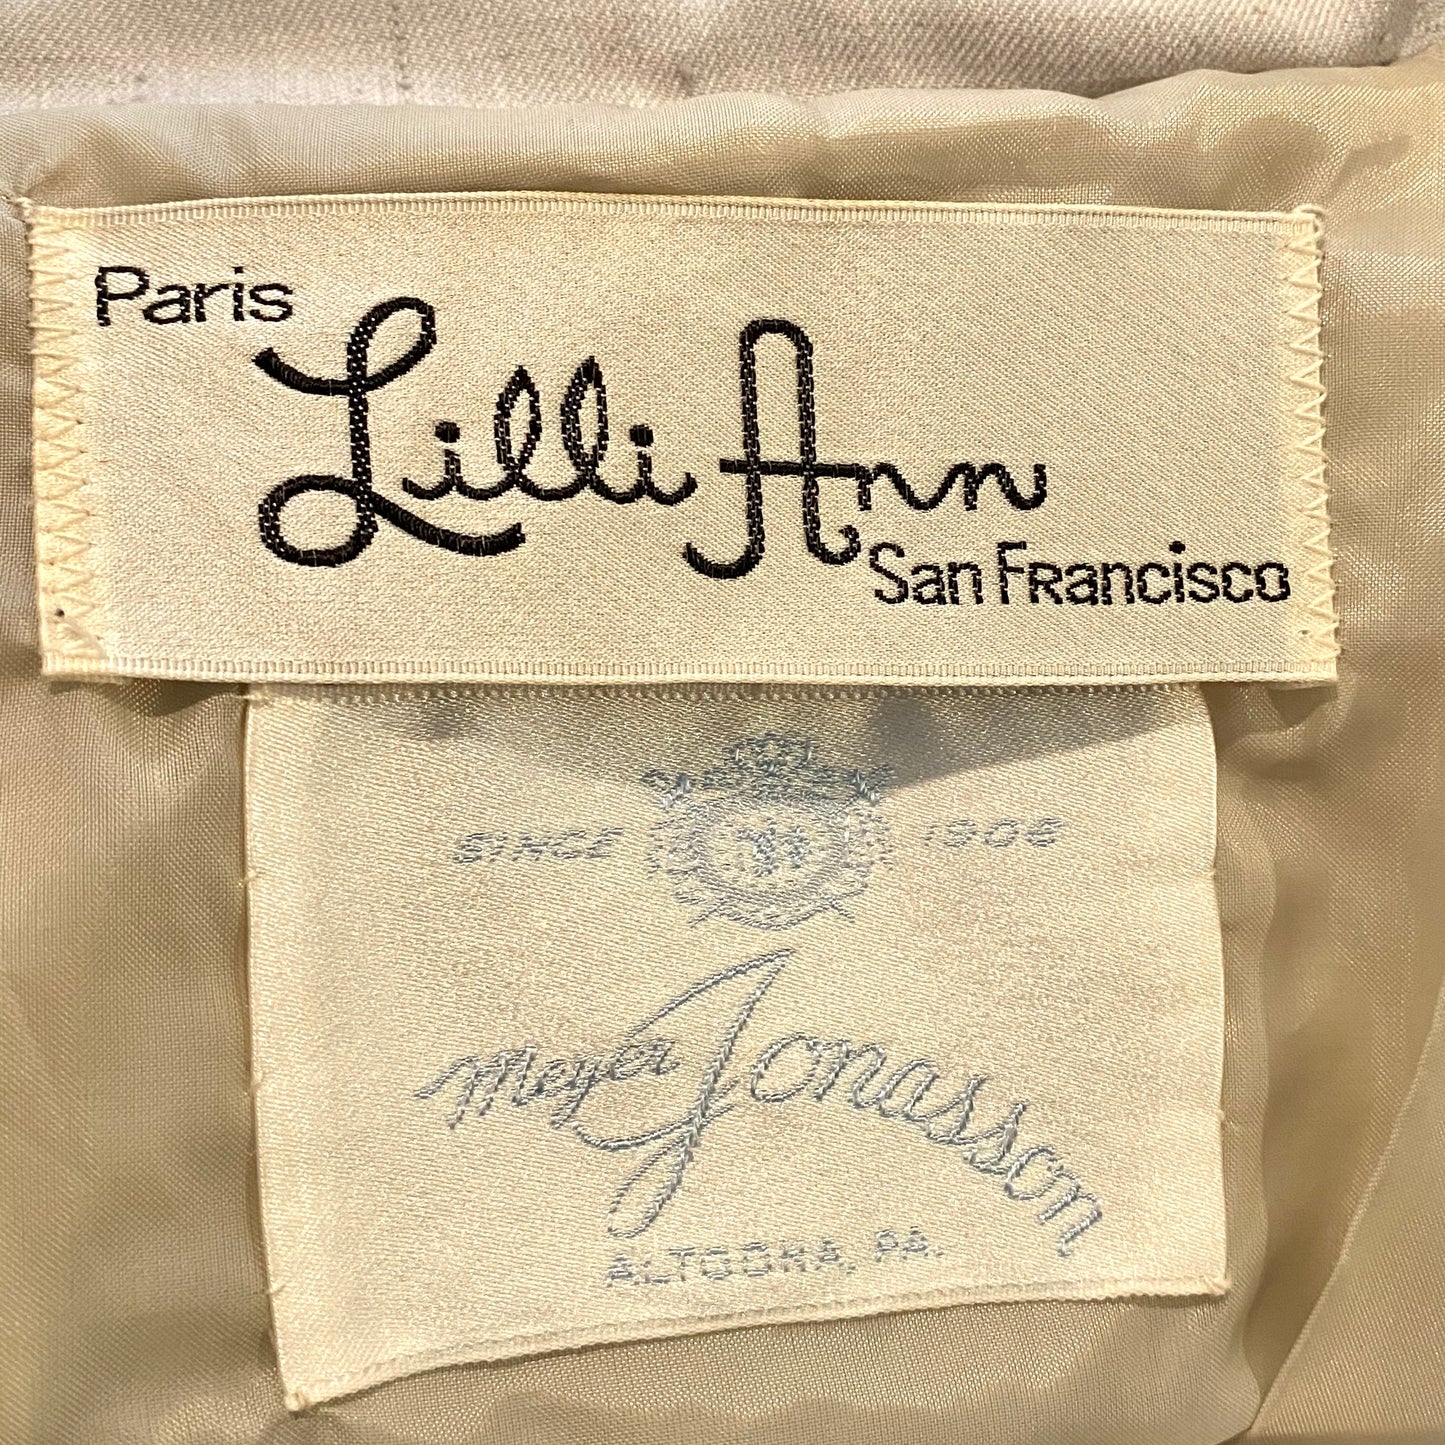 Paris
Lilli Ann
San Francisco
SINCE 1906
Meyer Jonasson
ALTOONA, PA.